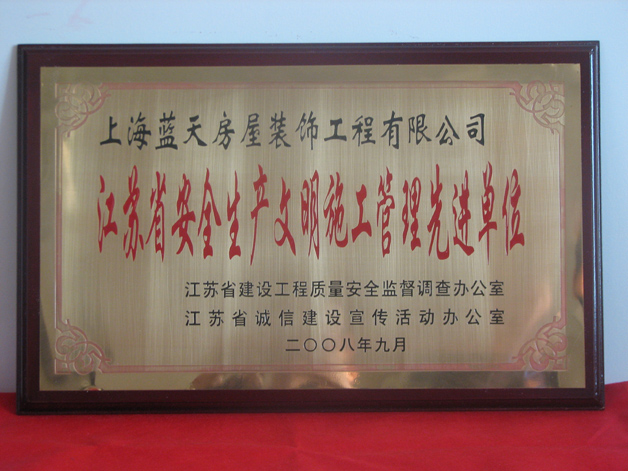 上海蓝天房屋装饰工程有限公司
江苏省安全生产文明施工管理先进单位
江苏省建设工程质量安全监督调查办公室
江苏省诚信建设宣传活动办公室
二〇〇八年九月